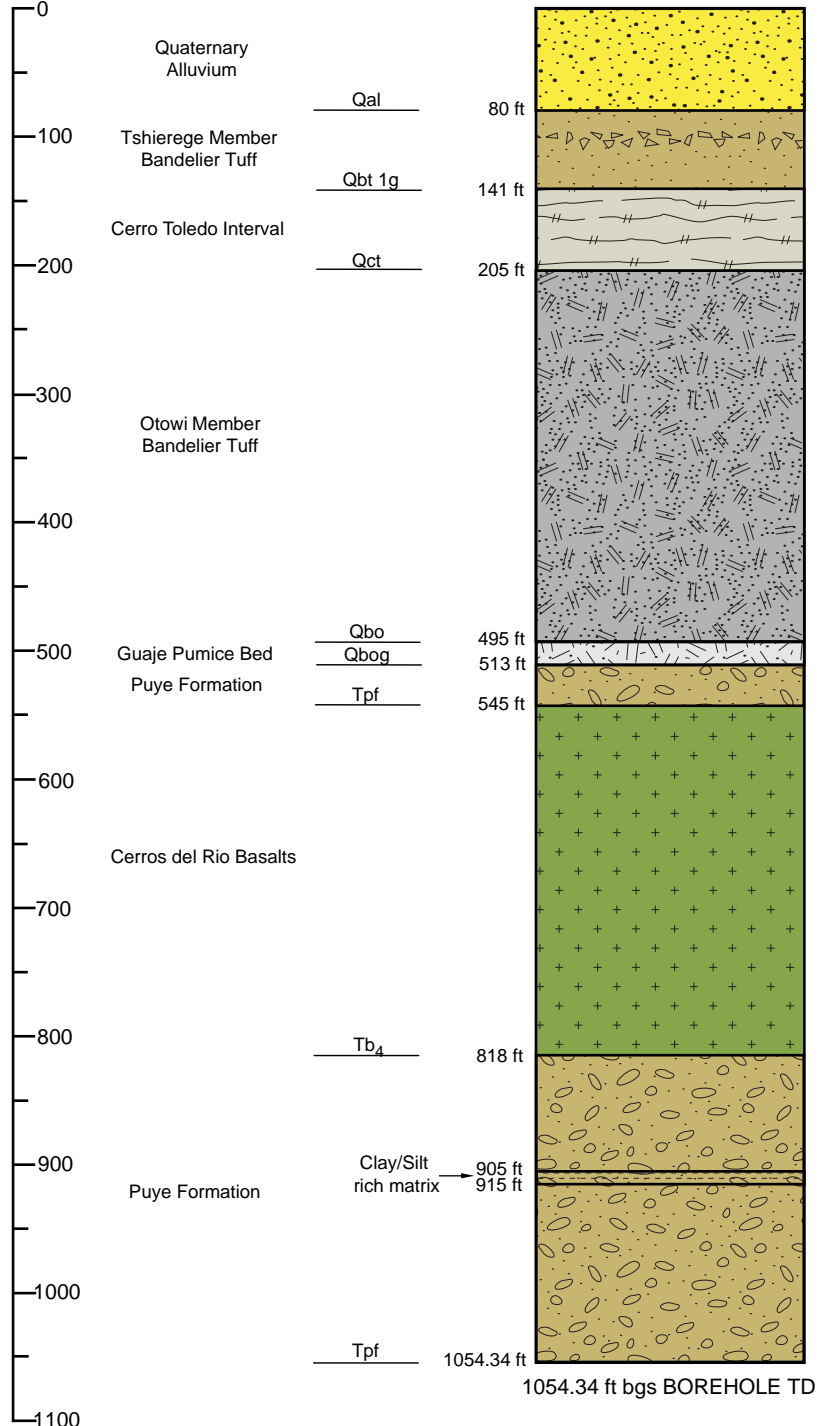 0
Quaternary
Alluvium
Qal
80 ft
100
Tshierege Member
Bandelier Tuff
Qbt 1g
141 ft
Cerro Toledo Interval
200
Qct
205 ft
300
Otowi Member
Bandelier Tuff
400
Qbo
495 ft
500
Guaje Pumice Bed
Qbog
513 ft
Puye Formation
Tpf
545 ft
600
Cerros del Rio Basalts
700
800
Tb4
818 ft
900
Clay/Silt
rich matrix
905 ft
915 ft
Puye Formation
1000
Tpf
1054.34 ft
1054.34 ft bgs BOREHOLE TD
1100